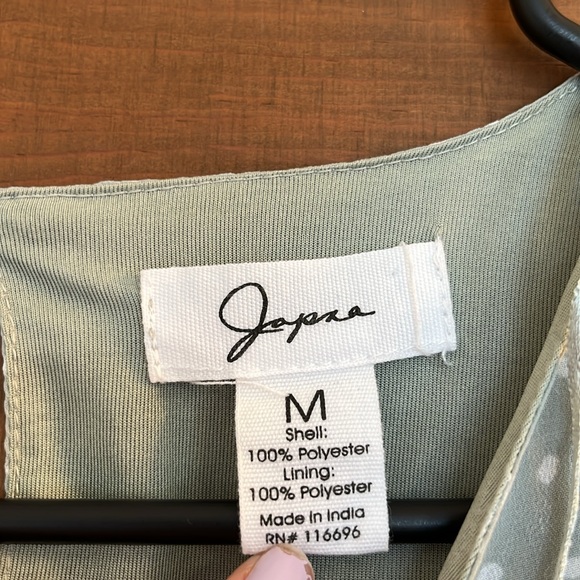 Japna
M
Shell:
100% Polyester
Lining:
100% Polyester
Made in India
RN# 116696